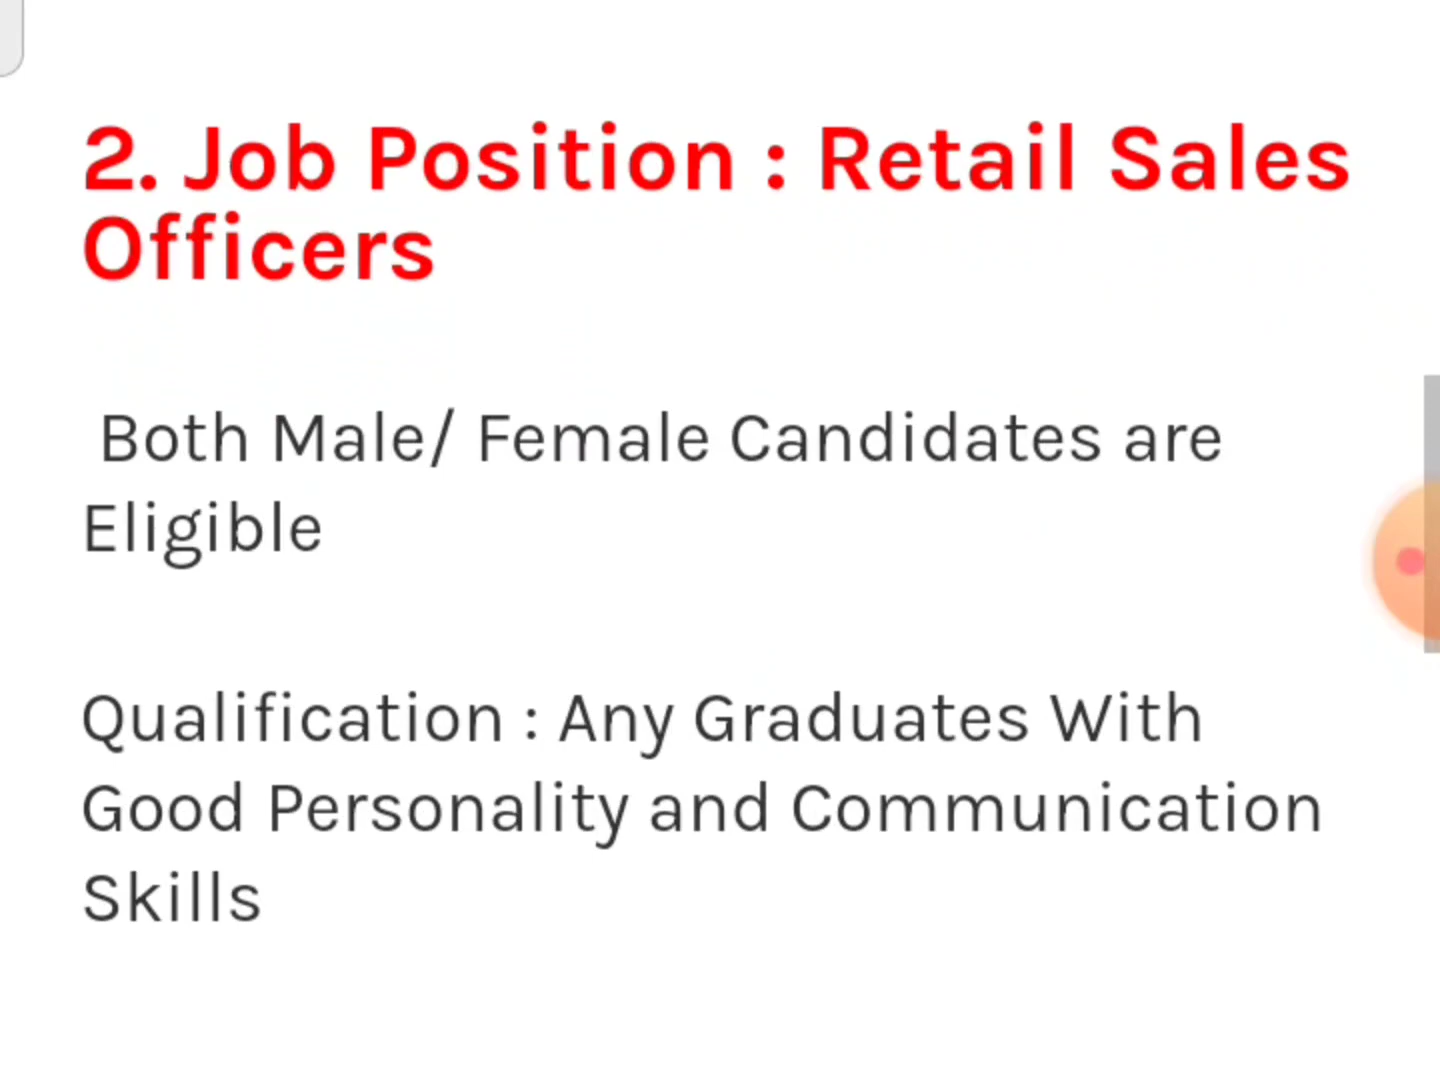 2. Job Position : Retail Sales
Officers
Both Male/ Female Candidates are
Eligible
Qualification : Any Graduates With
Good Personality and Communication
Skills